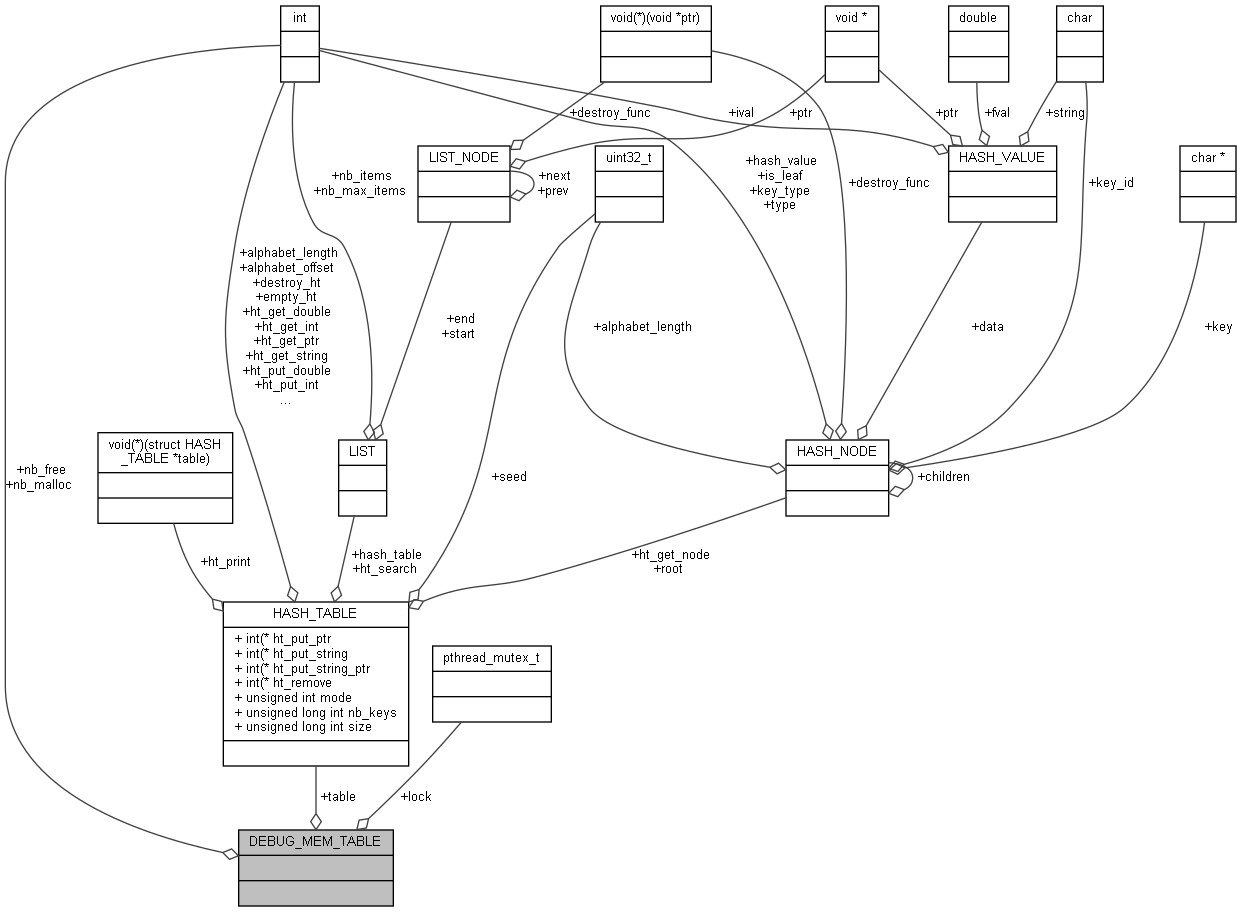 int
void(*)(void *ptr)
void *
double
char
+destroy_func
+ival
+ptr
+ptr
+fval
+string
LIST_NODE
uint32_t
HASH_VALUE
char *
+nb_items
+nb_max_items
+next
+prev
+hash_value
+is_leaf
+key_type
+type
+destroy_func
+key_id
+alphabet_length
+alphabet_offset
+destroy_ht
+empty_ht
+ht_get_double
+ht_get_int
+ht_get_ptr
+ht_get_string
+ht_put_double
+ht_put_int
...
+end
+start
+alphabet_length
+data
+key
void(*)(struct HASH
_TABLE *table)
LIST
HASH_NODE
+nb_free
+nb_malloc
+seed
+children
+ht_print
+hash_table
+ht_search
+ht_get_node
+root
HASH_TABLE
+ int(* ht_put_ptr
+ int(* ht_put_string
+ int(* ht_put_string_ptr
+ int(* ht_remove
+ unsigned int mode
+ unsigned long int nb_keys
+ unsigned long int size
pthread_mutex_t
+table
+lock
DEBUG_MEM_TABLE